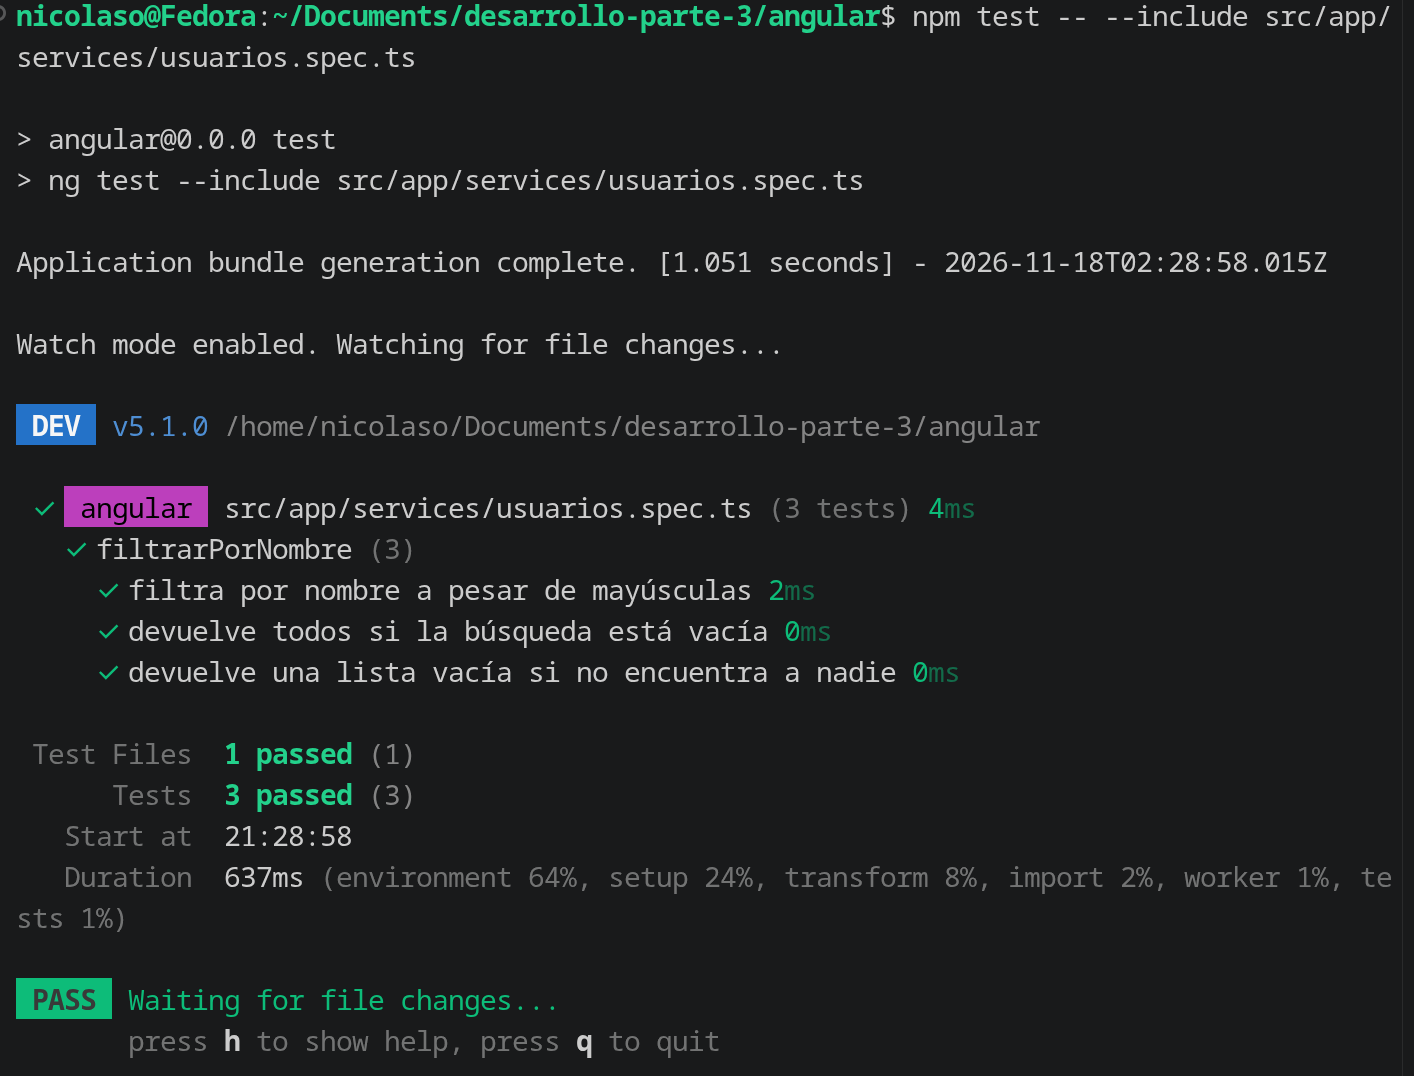 nicolaso@Fedora:~/Documents/desarrollo-parte-3/angular$ npm test -- --include src/app/
services/usuarios.spec.ts
> angular@0.0.0 test
> ng test --include src/app/services/usuarios.spec.ts
Application bundle generation complete. [1.051 seconds] - 2026-11-18T02:28:58.015Z
Watch mode enabled. Watching for file changes...
DEV v5.1.0 /home/nicolaso/Documents/desarrollo-parte-3/angular
✓ angular src/app/services/usuarios.spec.ts (3 tests) 4ms
✓ filtrarPorNombre (3)
✓ filtra por nombre a pesar de mayúsculas 2ms
✓ devuelve todos si la búsqueda está vacía 0ms
✓ devuelve una lista vacía si no encuentra a nadie 0ms
Test Files 1 passed (1)
Tests 3 passed (3)
Start at 21:28:58
Duration 637ms (environment 64%, setup 24%, transform 8%, import 2%, worker 1%, te
sts 1%)
PASS Waiting for file changes...
press h to show help, press q to quit